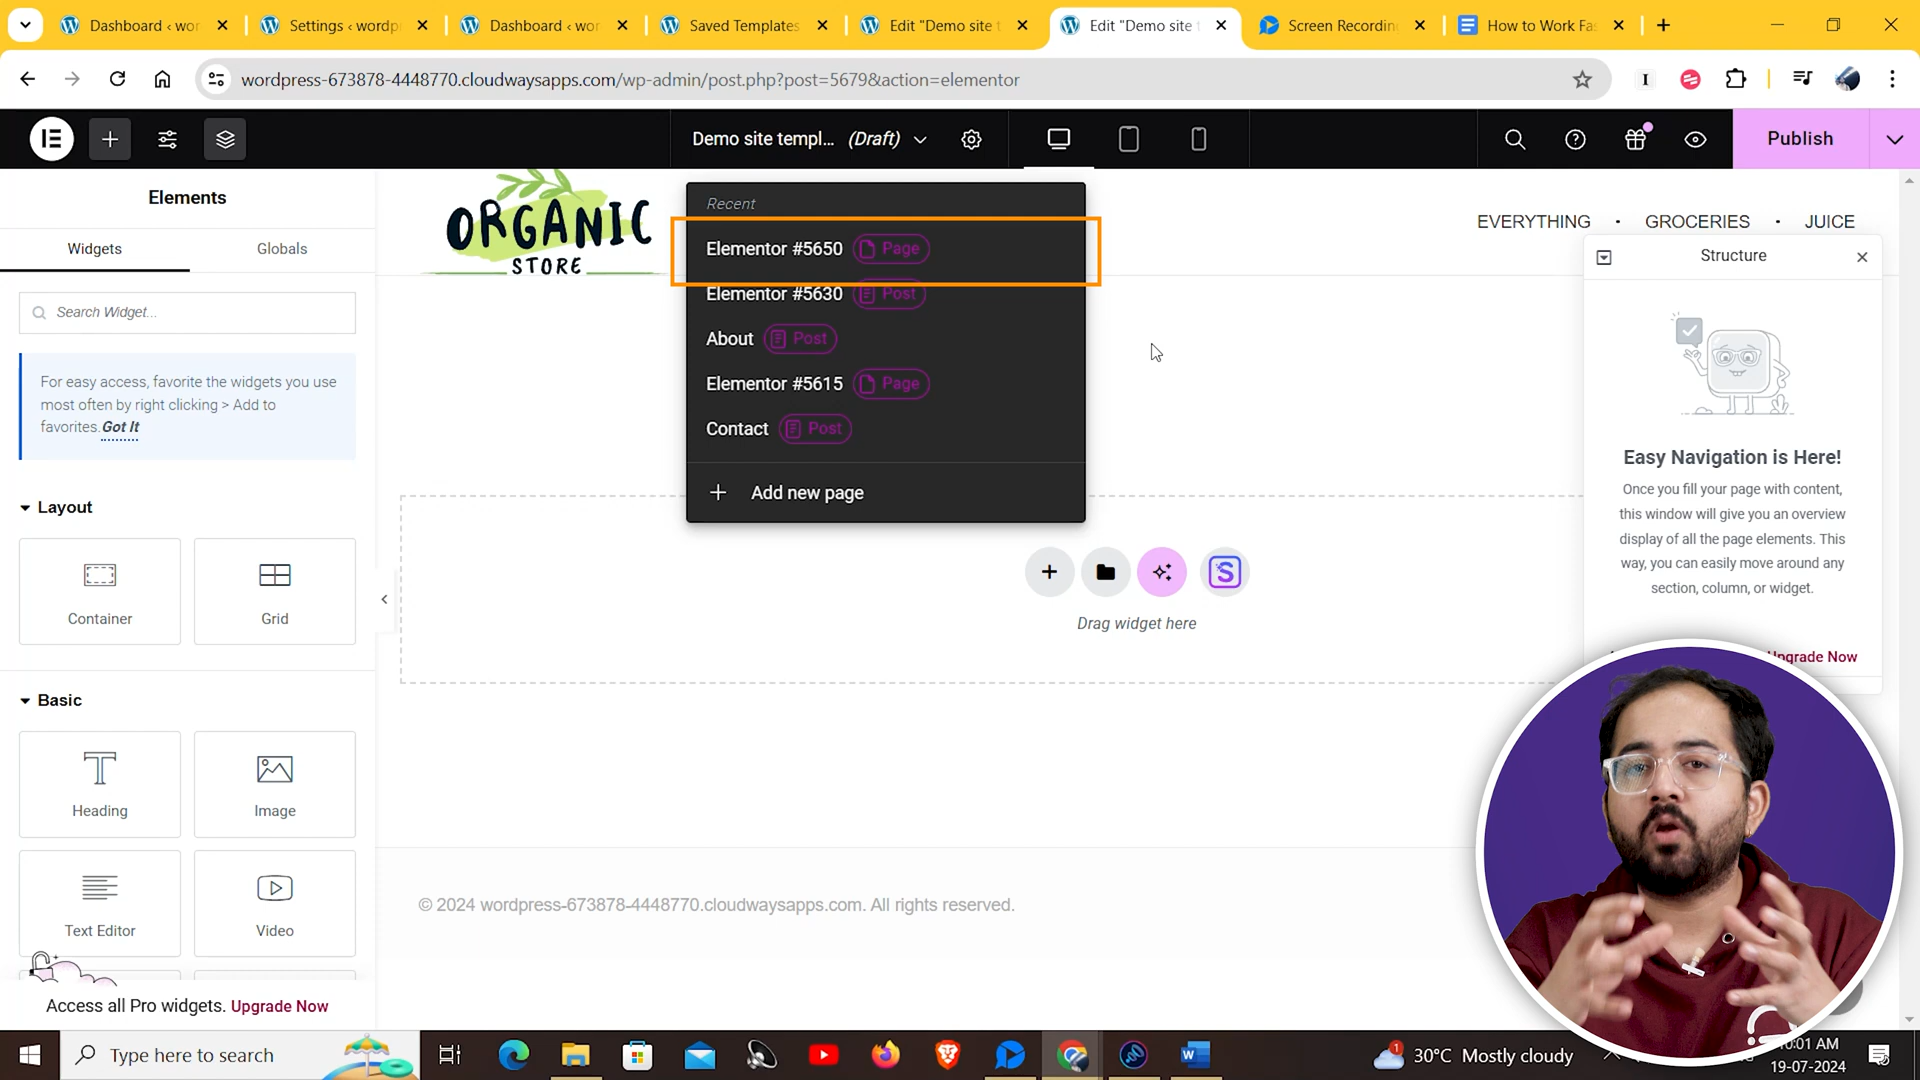 Dashboard ‹ wor
Settings ‹ wordp
Dashboard ‹ wor
Saved Templates
Edit "Demo site t
Edit "Demo site t
Screen Recordin
How to Work Fas
wordpress-673878-4448770.cloudwaysapps.com/wp-admin/post.php?post=5679&action=elementor
Demo site templ... (Draft)
Publish
Elements
Widgets
Globals
Search Widget...
For easy access, favorite the widgets you use
most often by right clicking > Add to
favorites. Got It
Layout
Container
Grid
Basic
Heading
Image
Text Editor
Video
Access all Pro widgets. Upgrade Now
ORGANIC
STORE
EVERYTHING · GROCERIES · JUICE
Recent
Elementor #5650 Page
Elementor #5630 Post
About Post
Elementor #5615 Page
Contact Post
Add new page
Drag widget here
© 2024 wordpress-673878-4448770.cloudwaysapps.com. All rights reserved.
Structure
Easy Navigation is Here!
Once you fill your page with content,
this window will give you an overview
display of all the page elements. This
way, you can easily move around any
section, column, or widget.
Upgrade Now
Type here to search
30°C Mostly cloudy
19-07-2024